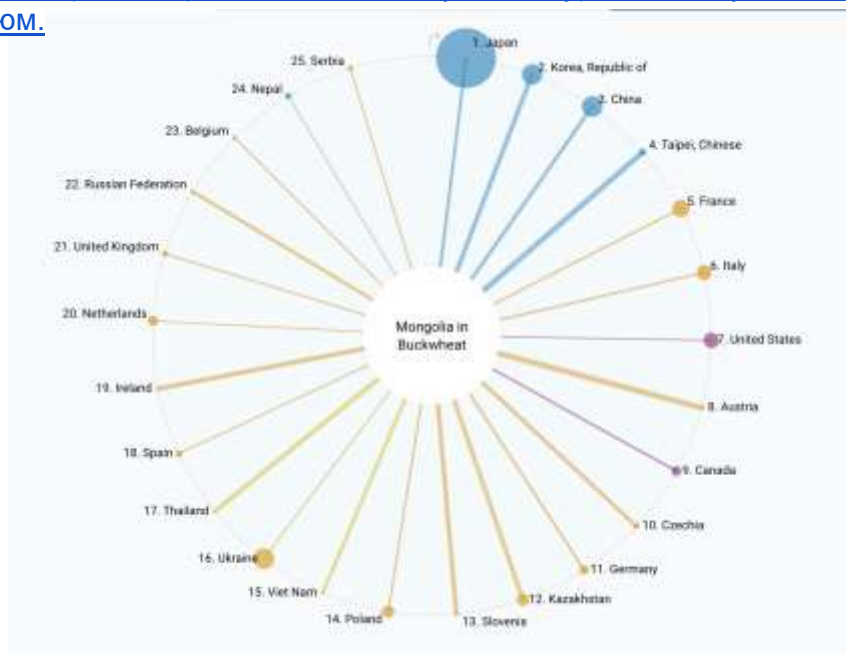 ЮМ.
1. Japan
2. Korea, Republic of
3. China
4. Taipei, Chinese
5. France
6. Italy
7. United States
8. Austria
9. Canada
10. Czechia
11. Germany
12. Kazakhstan
13. Slovenia
14. Poland
15. Viet Nam
16. Ukraine
17. Thailand
18. Spain
19. Ireland
20. Netherlands
21. United Kingdom
22. Russian Federation
23. Belgium
24. Nepal
25. Serbia
Mongolia in
Buckwheat